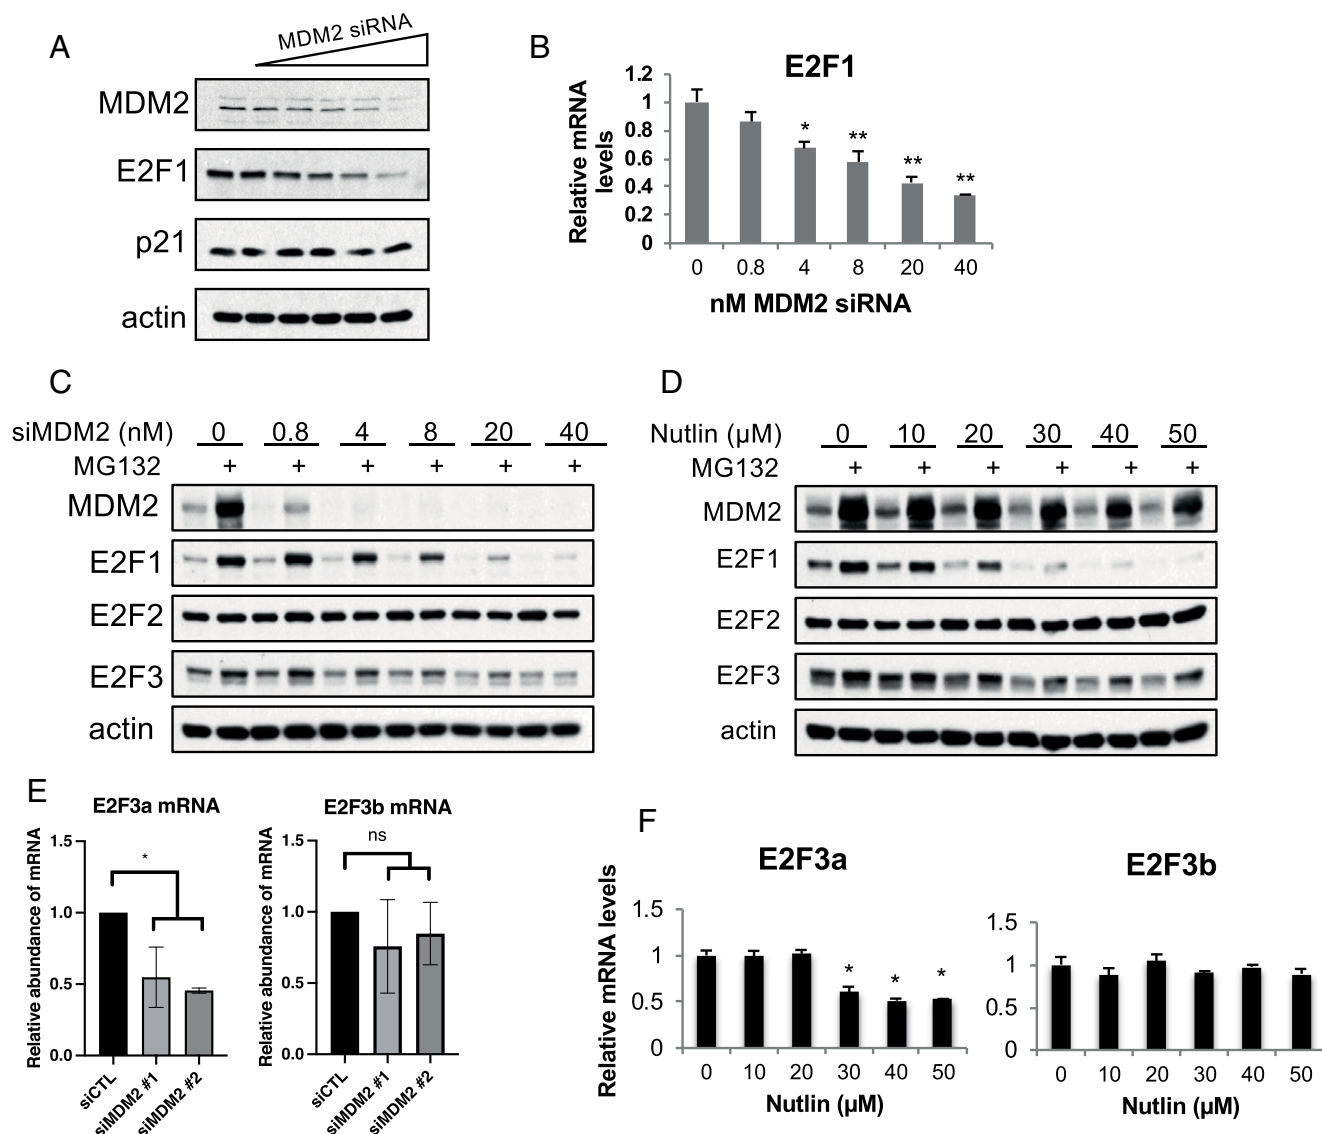 A
MDM2 siRNA
MDM2
E2F1
p21
actin
B
E2F1
Relative mRNA
levels
1.2
1
0.8
0.6
0.4
0.2
0
*
**
**
**
0 0.8 4 8 20 40
nM MDM2 siRNA
C
siMDM2 (nM) 0 0.8 4 8 20 40
MG132 + + + + + +
MDM2
E2F1
E2F2
E2F3
actin
D
Nutlin (µM) 0 10 20 30 40 50
MG132 + + + + + +
MDM2
E2F1
E2F2
E2F3
actin
E
E2F3a mRNA
Relative abundance of mRNA
1.5
1.0
0.5
0.0
*
siCTL
siMDM2 #1
siMDM2 #2
E2F3b mRNA
Relative abundance of mRNA
1.5
1.0
0.5
0.0
ns
siCTL
siMDM2 #1
siMDM2 #2
F
E2F3a
Relative mRNA levels
1.5
1
0.5
0
* * *
0 10 20 30 40 50
Nutlin (µM)
E2F3b
1.5
1
0.5
0
0 10 20 30 40 50
Nutlin (µM)